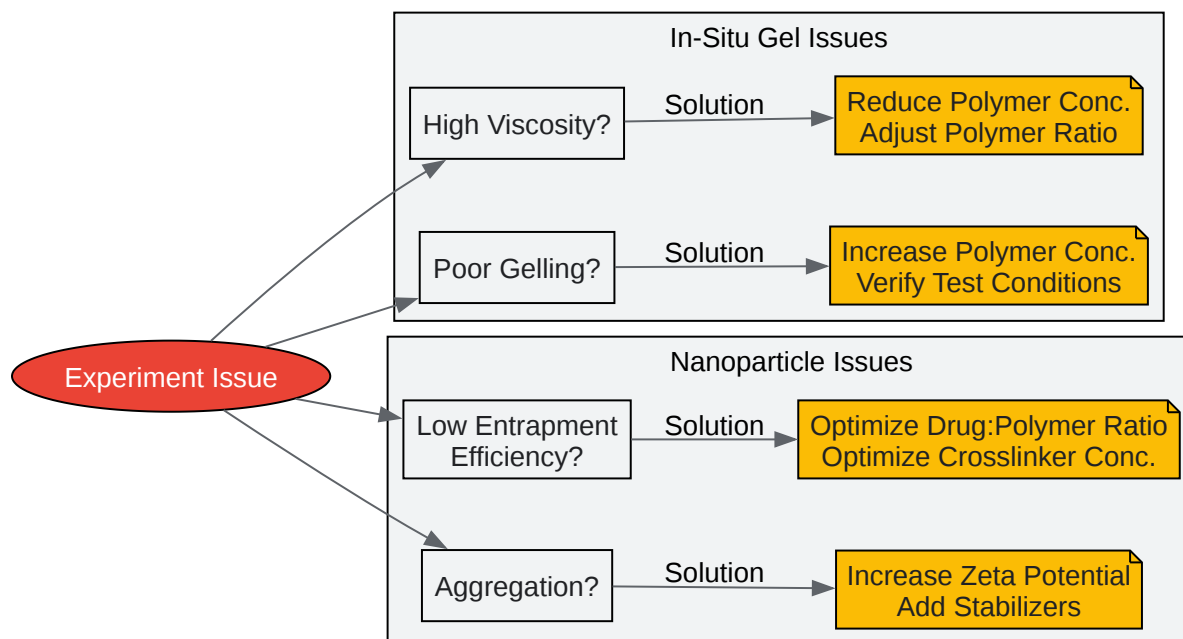 In-Situ Gel Issues
High Viscosity?
Solution
Reduce Polymer Conc.
Adjust Polymer Ratio
Poor Gelling?
Solution
Increase Polymer Conc.
Verify Test Conditions
Experiment Issue
Nanoparticle Issues
Low Entrapment
Efficiency?
Solution
Optimize Drug:Polymer Ratio
Optimize Crosslinker Conc.
Aggregation?
Solution
Increase Zeta Potential
Add Stabilizers